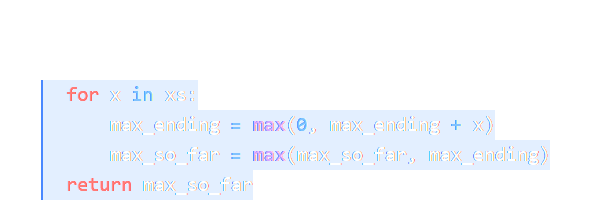 for x in xs:
    max_ending = max(0, max_ending + x)
    max_so_far = max(max_so_far, max_ending)
return max_so_far